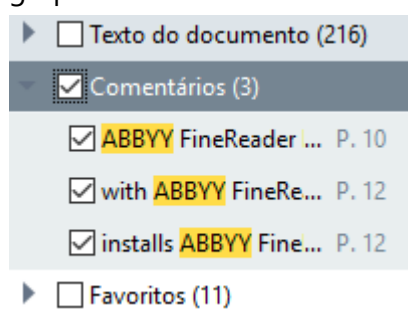 Texto do documento (216)
Comentários (3)
ABBYY FineReader ... P. 10
with ABBYY FineRe... P. 12
installs ABBYY Fine... P. 12
Favoritos (11)